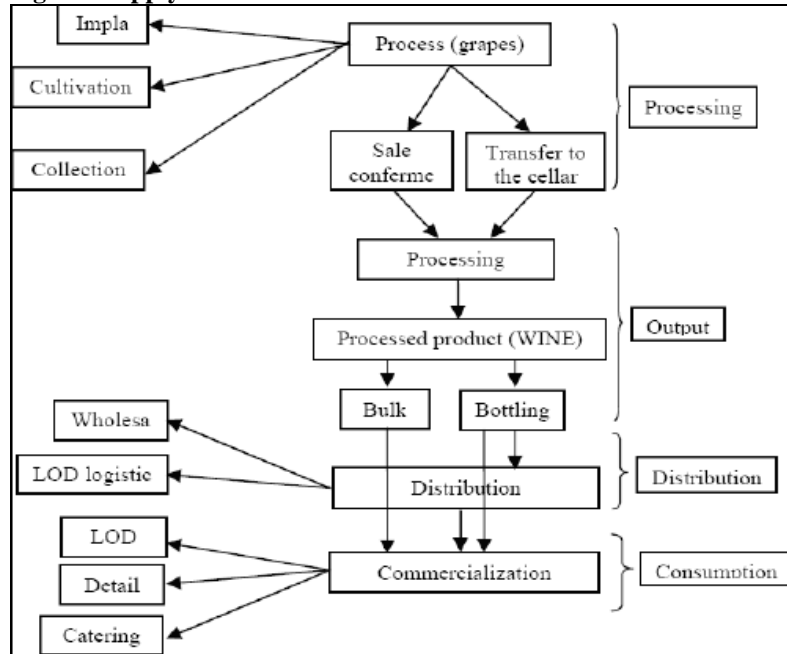 Impla
Process (grapes)
Cultivation
Processing
Collection
Sale
conferme
Transfer to
the cellar
Processing
Processed product (WINE)
Output
Bulk
Bottling
Wholesa
LOD logistic
Distribution
Distribution
LOD
Commercialization
Consumption
Detail
Catering